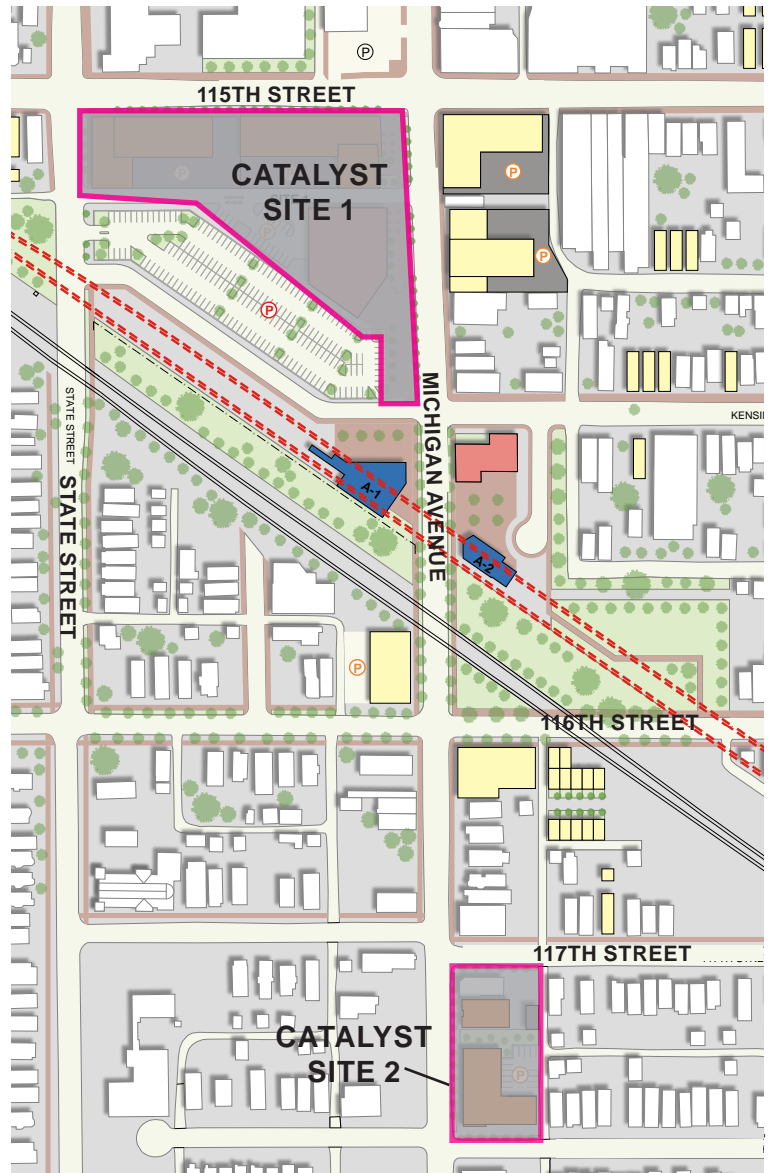 P
115TH STREET
CATALYST
SITE 1
P
P
P
P
MICHIGAN AVENUE
STATE STREET
STATE STREET
A-1
A-2
P
116TH STREET
117TH STREET
CATALYST
SITE 2
P